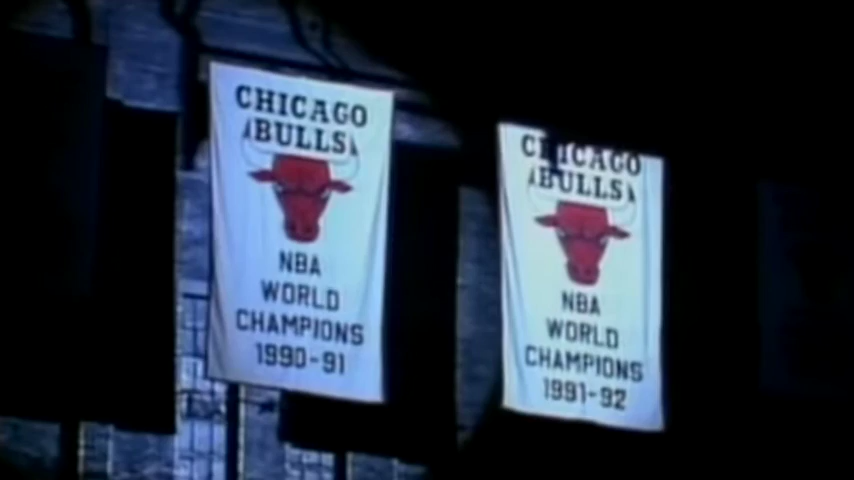 CHICAGO
BULLS
NBA
WORLD
CHAMPIONS
1990-91
CHICAGO
BULLS
NBA
WORLD
CHAMPIONS
1991-92